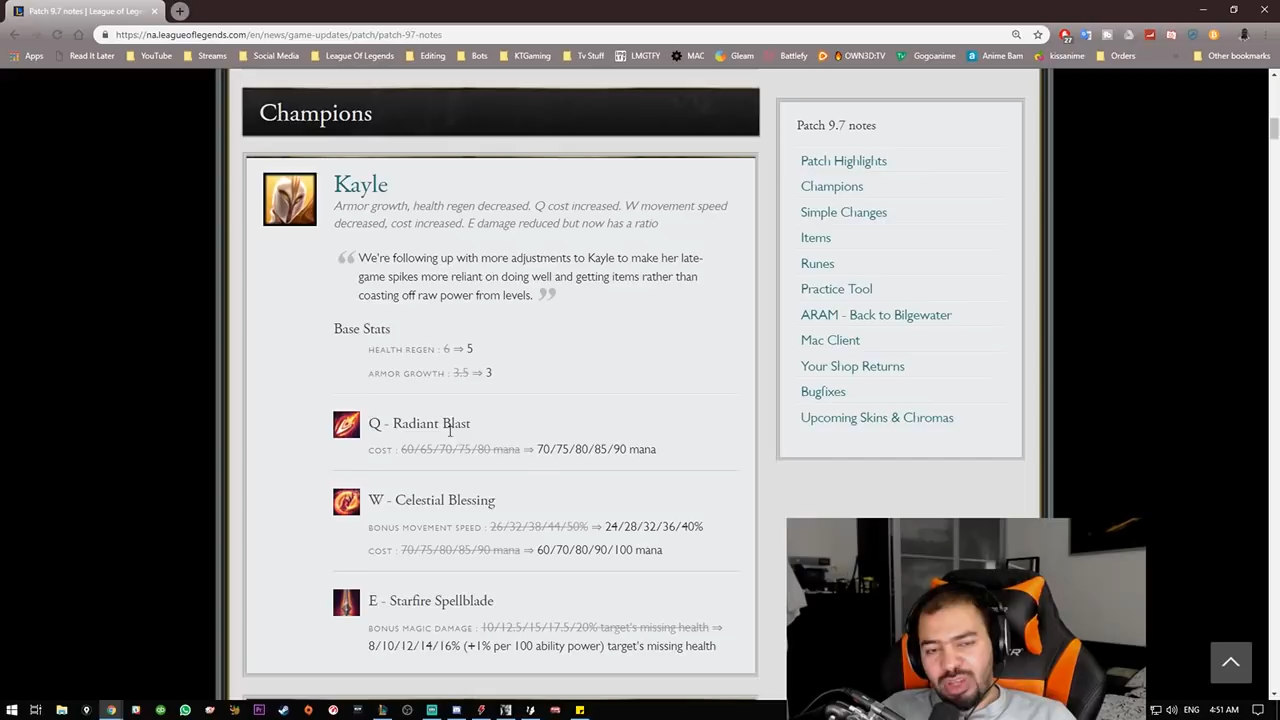 Patch 9.7 notes | League of L
https://na.leagueoflegends.com/en/news/game-updates/patch/patch-97-notes
27
Apps
Read It Later
YouTube
Streams
Social Media
League Of Legends
Editing
Bots
KTGaming
Tv Stuff
LMGTFY
MAC
Gleam
Battlefy
OWN3D:TV
Gogoanime
Anime Bam
kissanime
Orders
Other bookmarks
Champions
Kayle
Armor growth, health regen decreased. Q cost increased. W movement speed
decreased, cost increased. E damage reduced but now has a ratio
“ We're following up with more adjustments to Kayle to make her late-
game spikes more reliant on doing well and getting items rather than
coasting off raw power from levels. ”
Base Stats
HEALTH REGEN : 6 ⇒ 5
ARMOR GROWTH : 3.5 ⇒ 3
Q - Radiant Blast
COST : 60/65/70/75/80 mana ⇒ 70/75/80/85/90 mana
W - Celestial Blessing
BONUS MOVEMENT SPEED : 26/32/38/44/50% ⇒ 24/28/32/36/40%
COST : 70/75/80/85/90 mana ⇒ 60/70/80/90/100 mana
E - Starfire Spellblade
BONUS MAGIC DAMAGE : 10/12.5/15/17.5/20% target's missing health ⇒
8/10/12/14/16% (+1% per 100 ability power) target's missing health
Patch 9.7 notes
Patch Highlights
Champions
Simple Changes
Items
Runes
Practice Tool
ARAM - Back to Bilgewater
Mac Client
Your Shop Returns
Bugfixes
Upcoming Skins & Chromas
ENG
4:51 AM